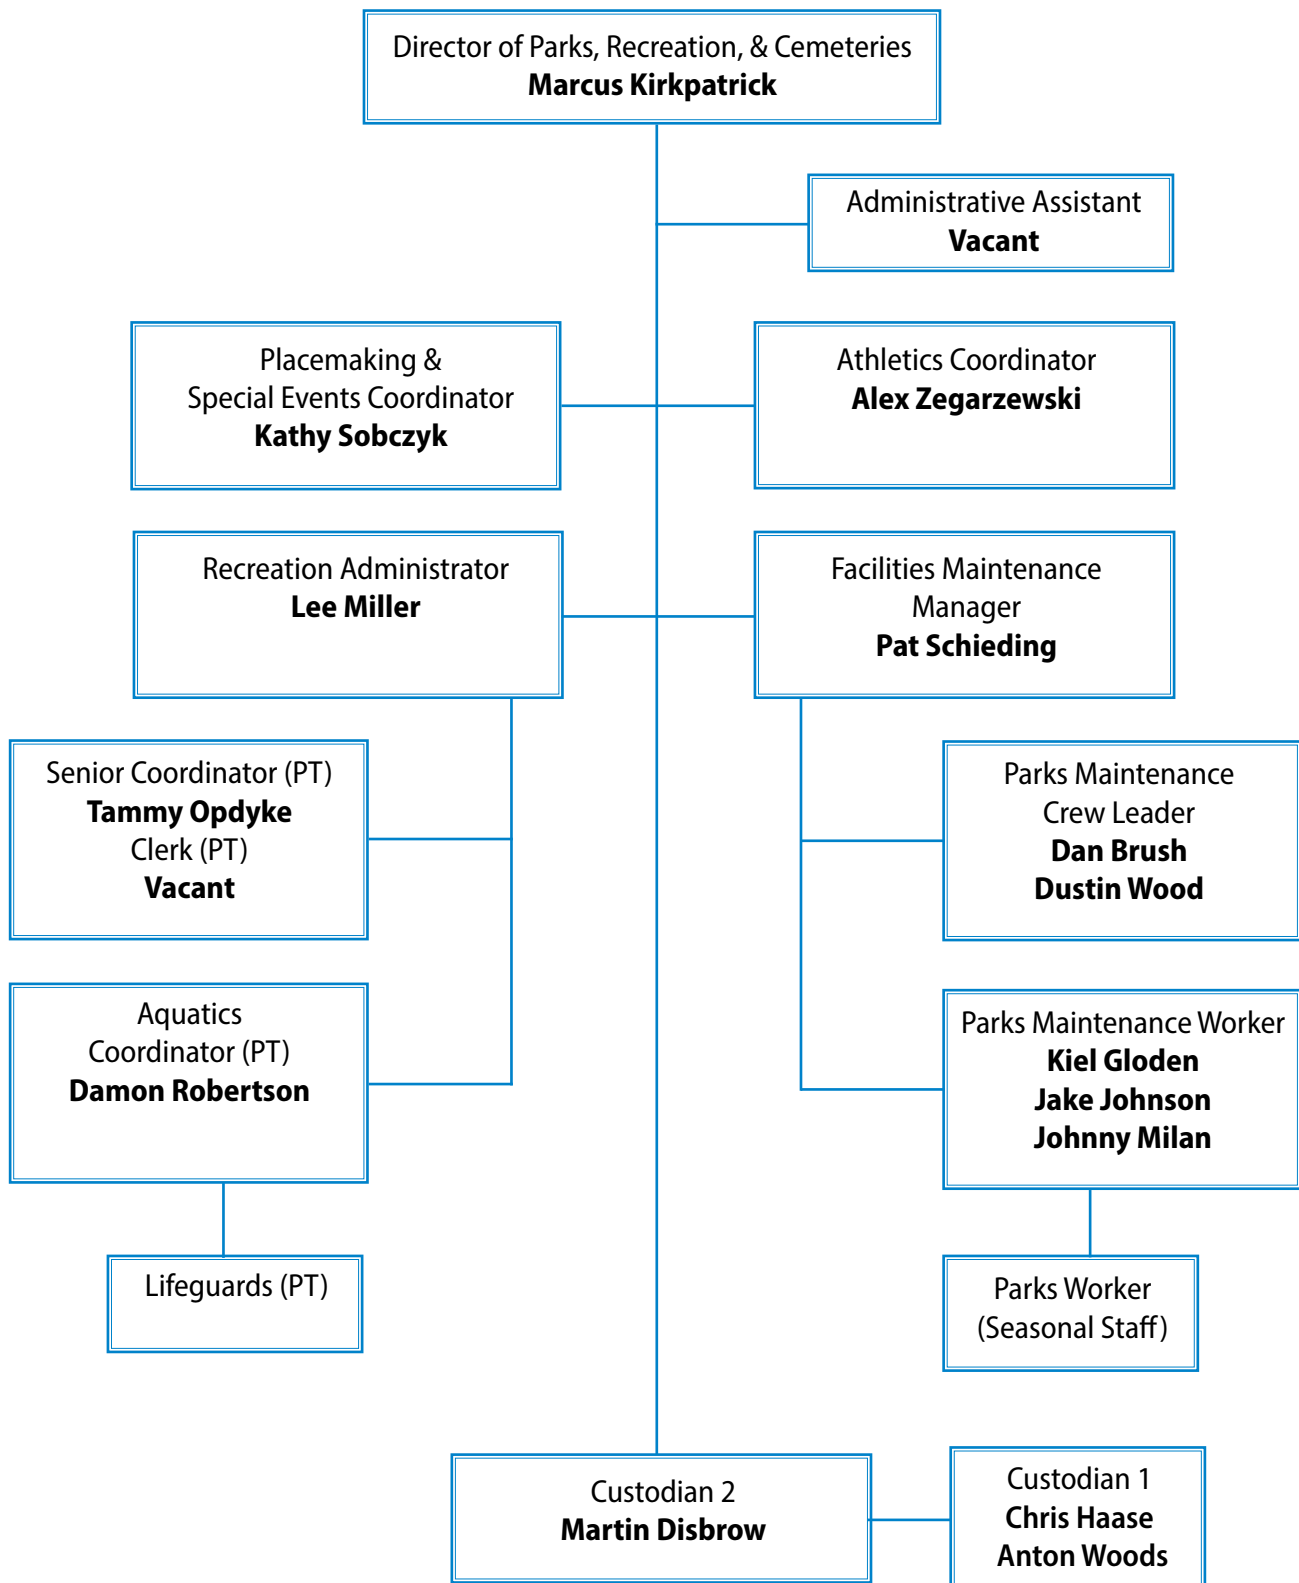 Director of Parks, Recreation, & Cemeteries
Marcus Kirkpatrick
Administrative Assistant
Vacant
Placemaking &
Special Events Coordinator
Kathy Sobczyk
Athletics Coordinator
Alex Zegarzewski
Recreation Administrator
Lee Miller
Facilities Maintenance
Manager
Pat Schieding
Senior Coordinator (PT)
Tammy Opdyke
Clerk (PT)
Vacant
Parks Maintenance
Crew Leader
Dan Brush
Dustin Wood
Aquatics
Coordinator (PT)
Damon Robertson
Parks Maintenance Worker
Kiel Gloden
Jake Johnson
Johnny Milan
Lifeguards (PT)
Parks Worker
(Seasonal Staff)
Custodian 2
Martin Disbrow
Custodian 1
Chris Haase
Anton Woods